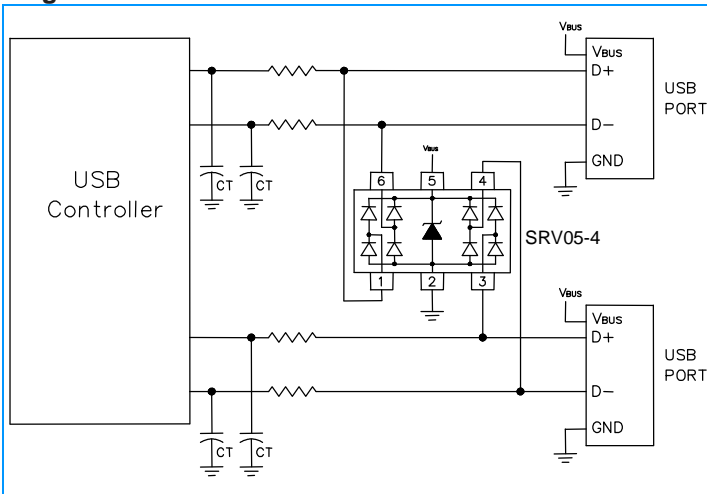 VBUS
VBUS
D+
USB
PORT
D−
GND
USB
Controller
CT
CT
VBUS
6
5
4
SRV05-4
1
2
3
VBUS
VBUS
D+
USB
PORT
D−
GND
CT
CT